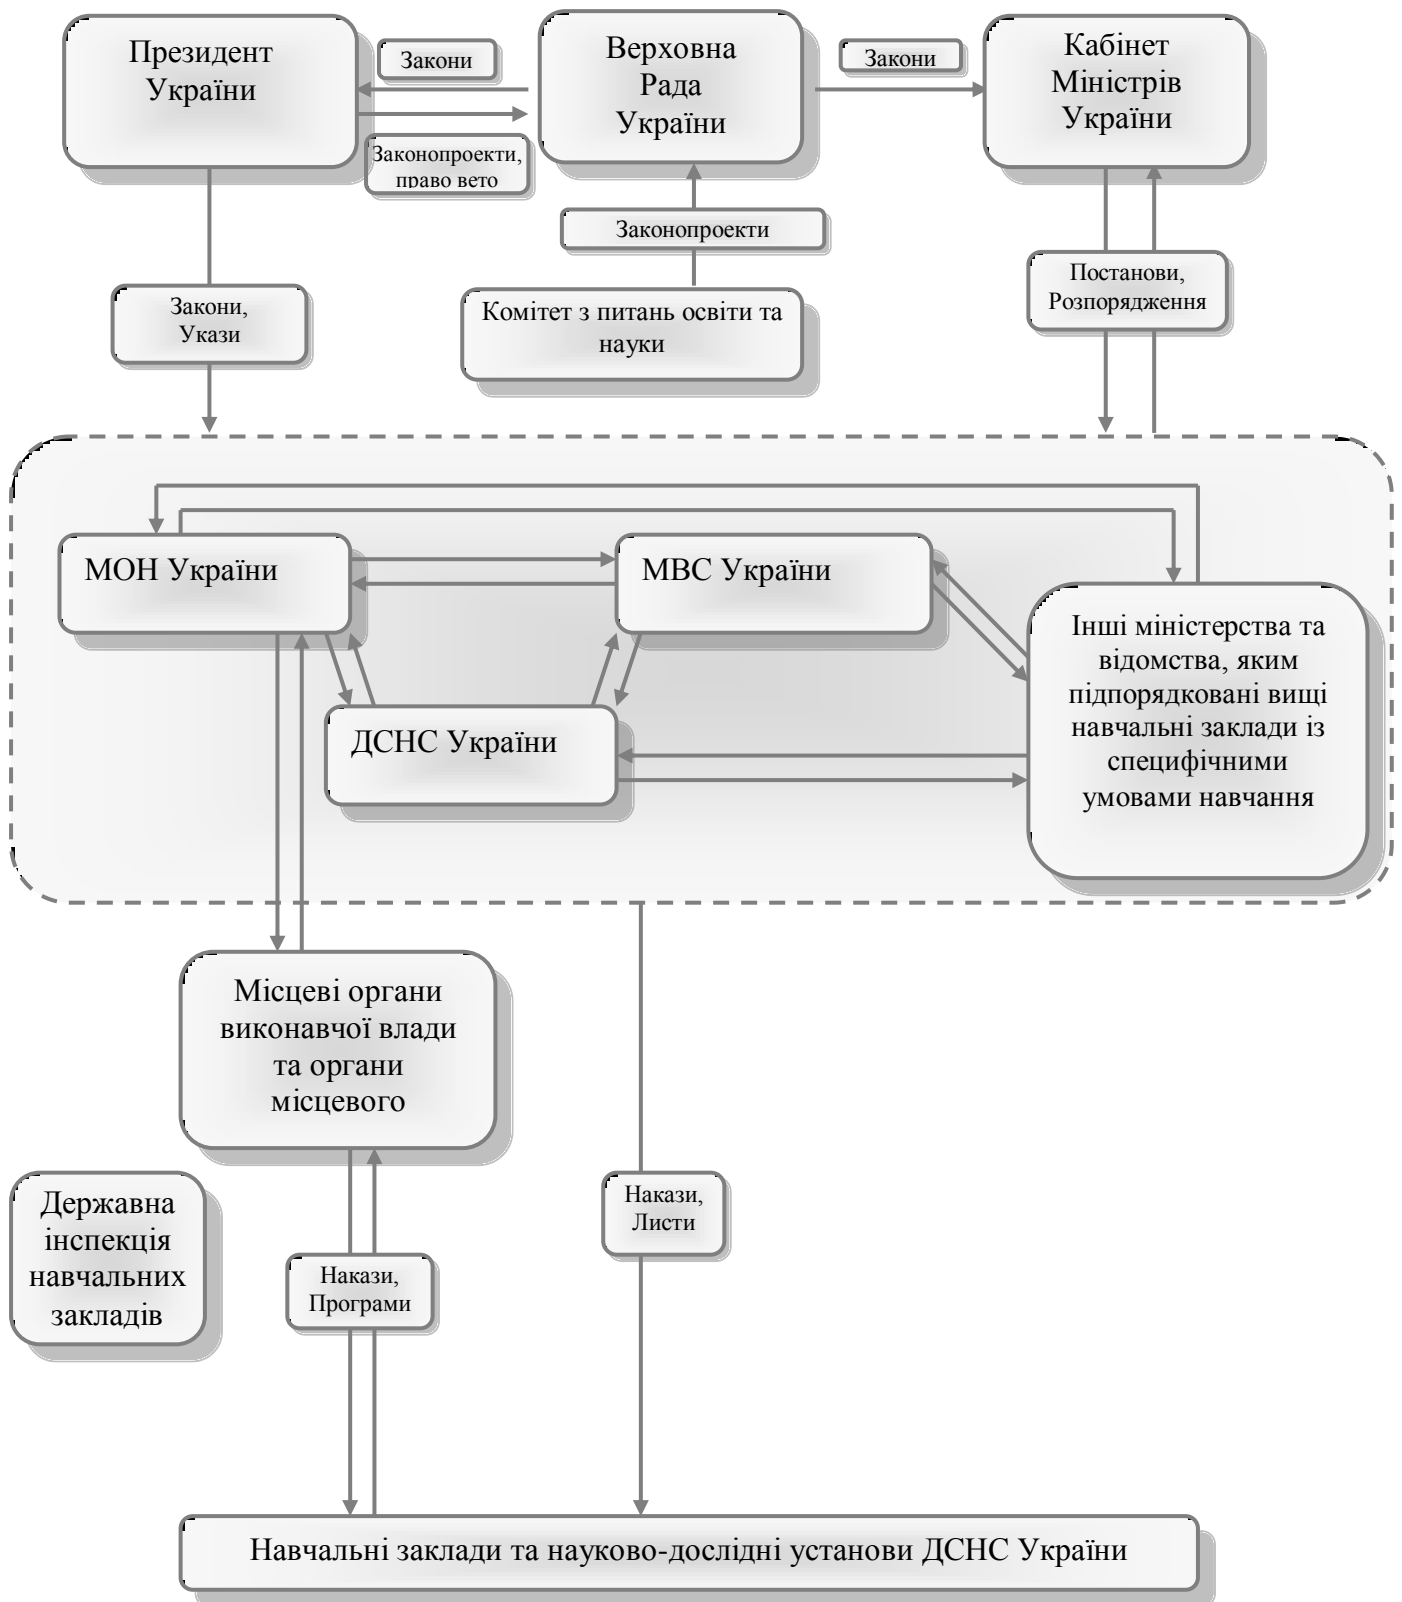 Президент
України
Закони
Верховна
Рада
України
Закони
Кабінет
Міністрів
України
Законопроекти,
право вето
Законопроекти
Закони,
Укази
Комітет з питань освіти та
науки
Постанови,
Розпорядження
МОН України
МВС України
Інші міністерства та
відомства, яким
підпорядковані вищі
навчальні заклади із
специфічними
умовами навчання
ДСНС України
Місцеві органи
виконавчої влади
та органи
місцевого
Державна
інспекція
навчальних
закладів
Накази,
Листи
Накази,
Програми
Навчальні заклади та науково-дослідні установи ДСНС України